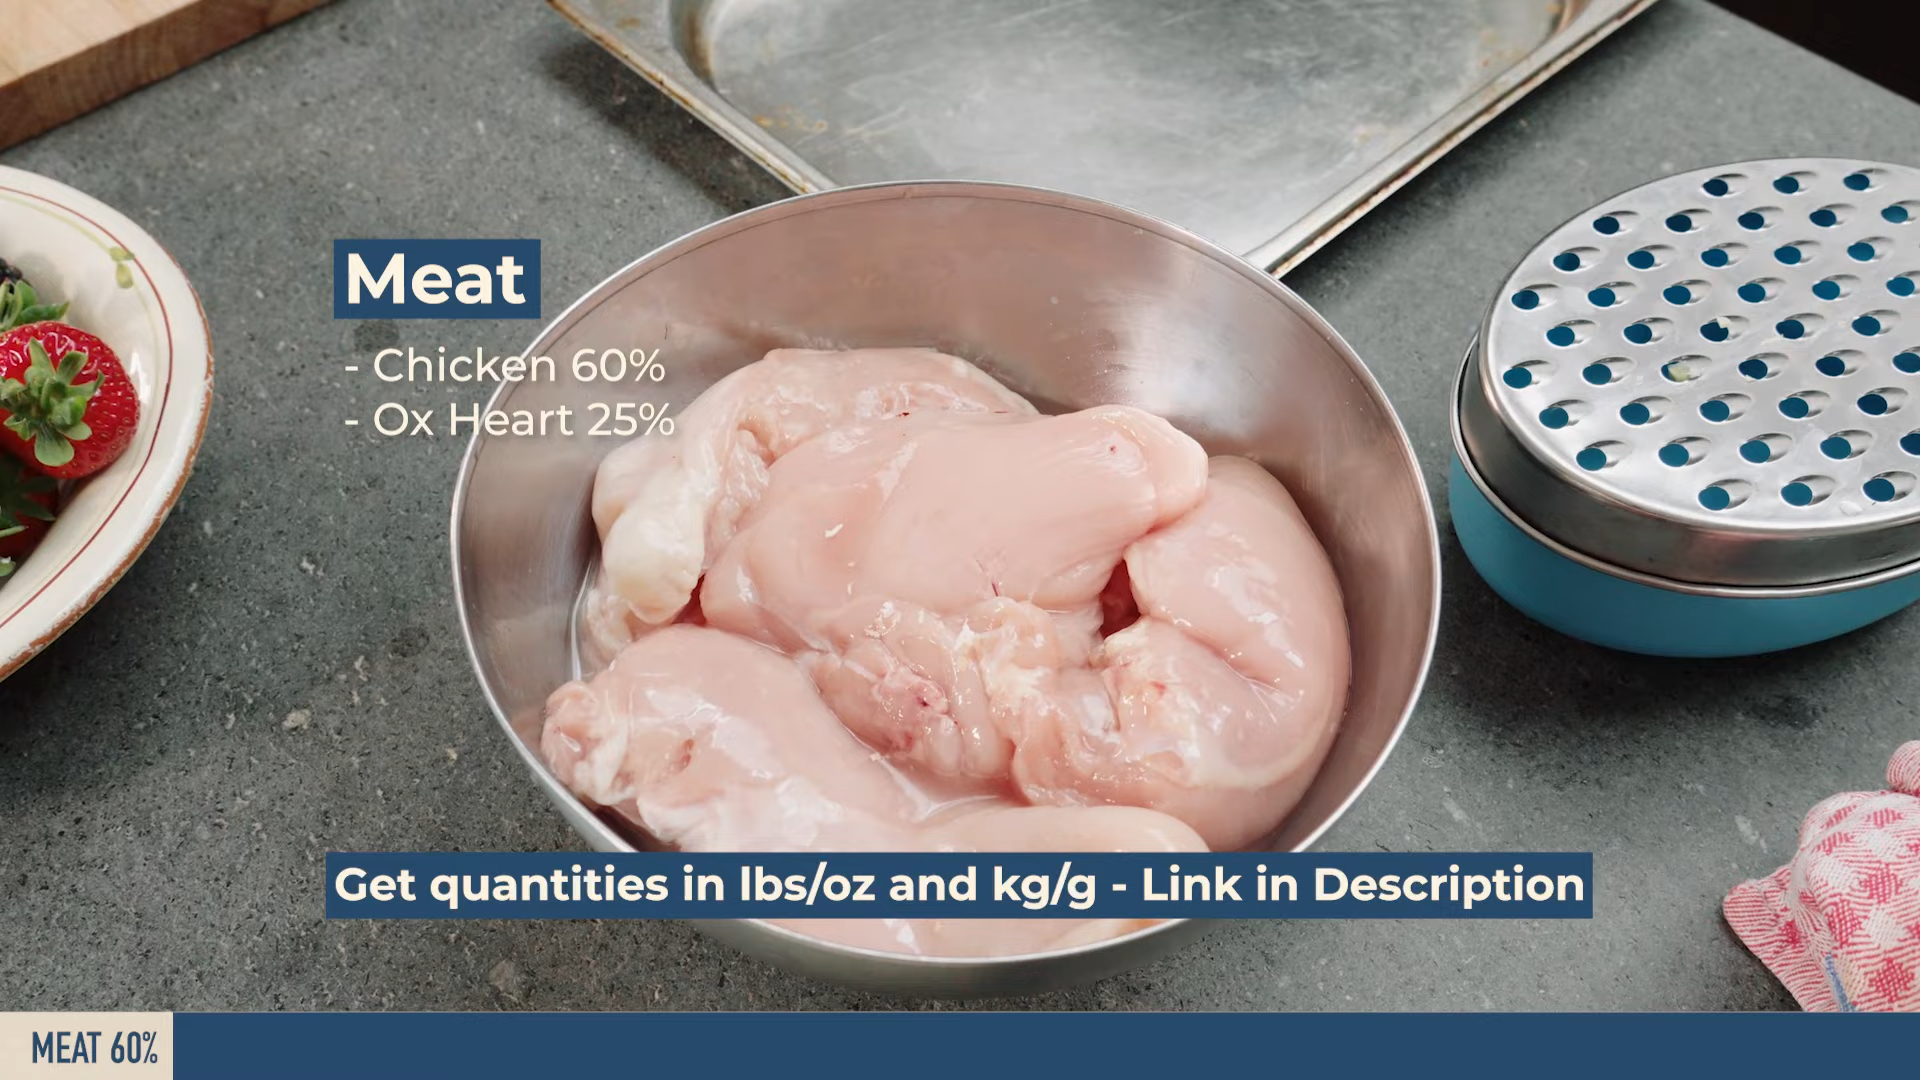 Meat
- Chicken 60%
- Ox Heart 25%
Get quantities in lbs/oz and kg/g - Link in Description
MEAT 60%